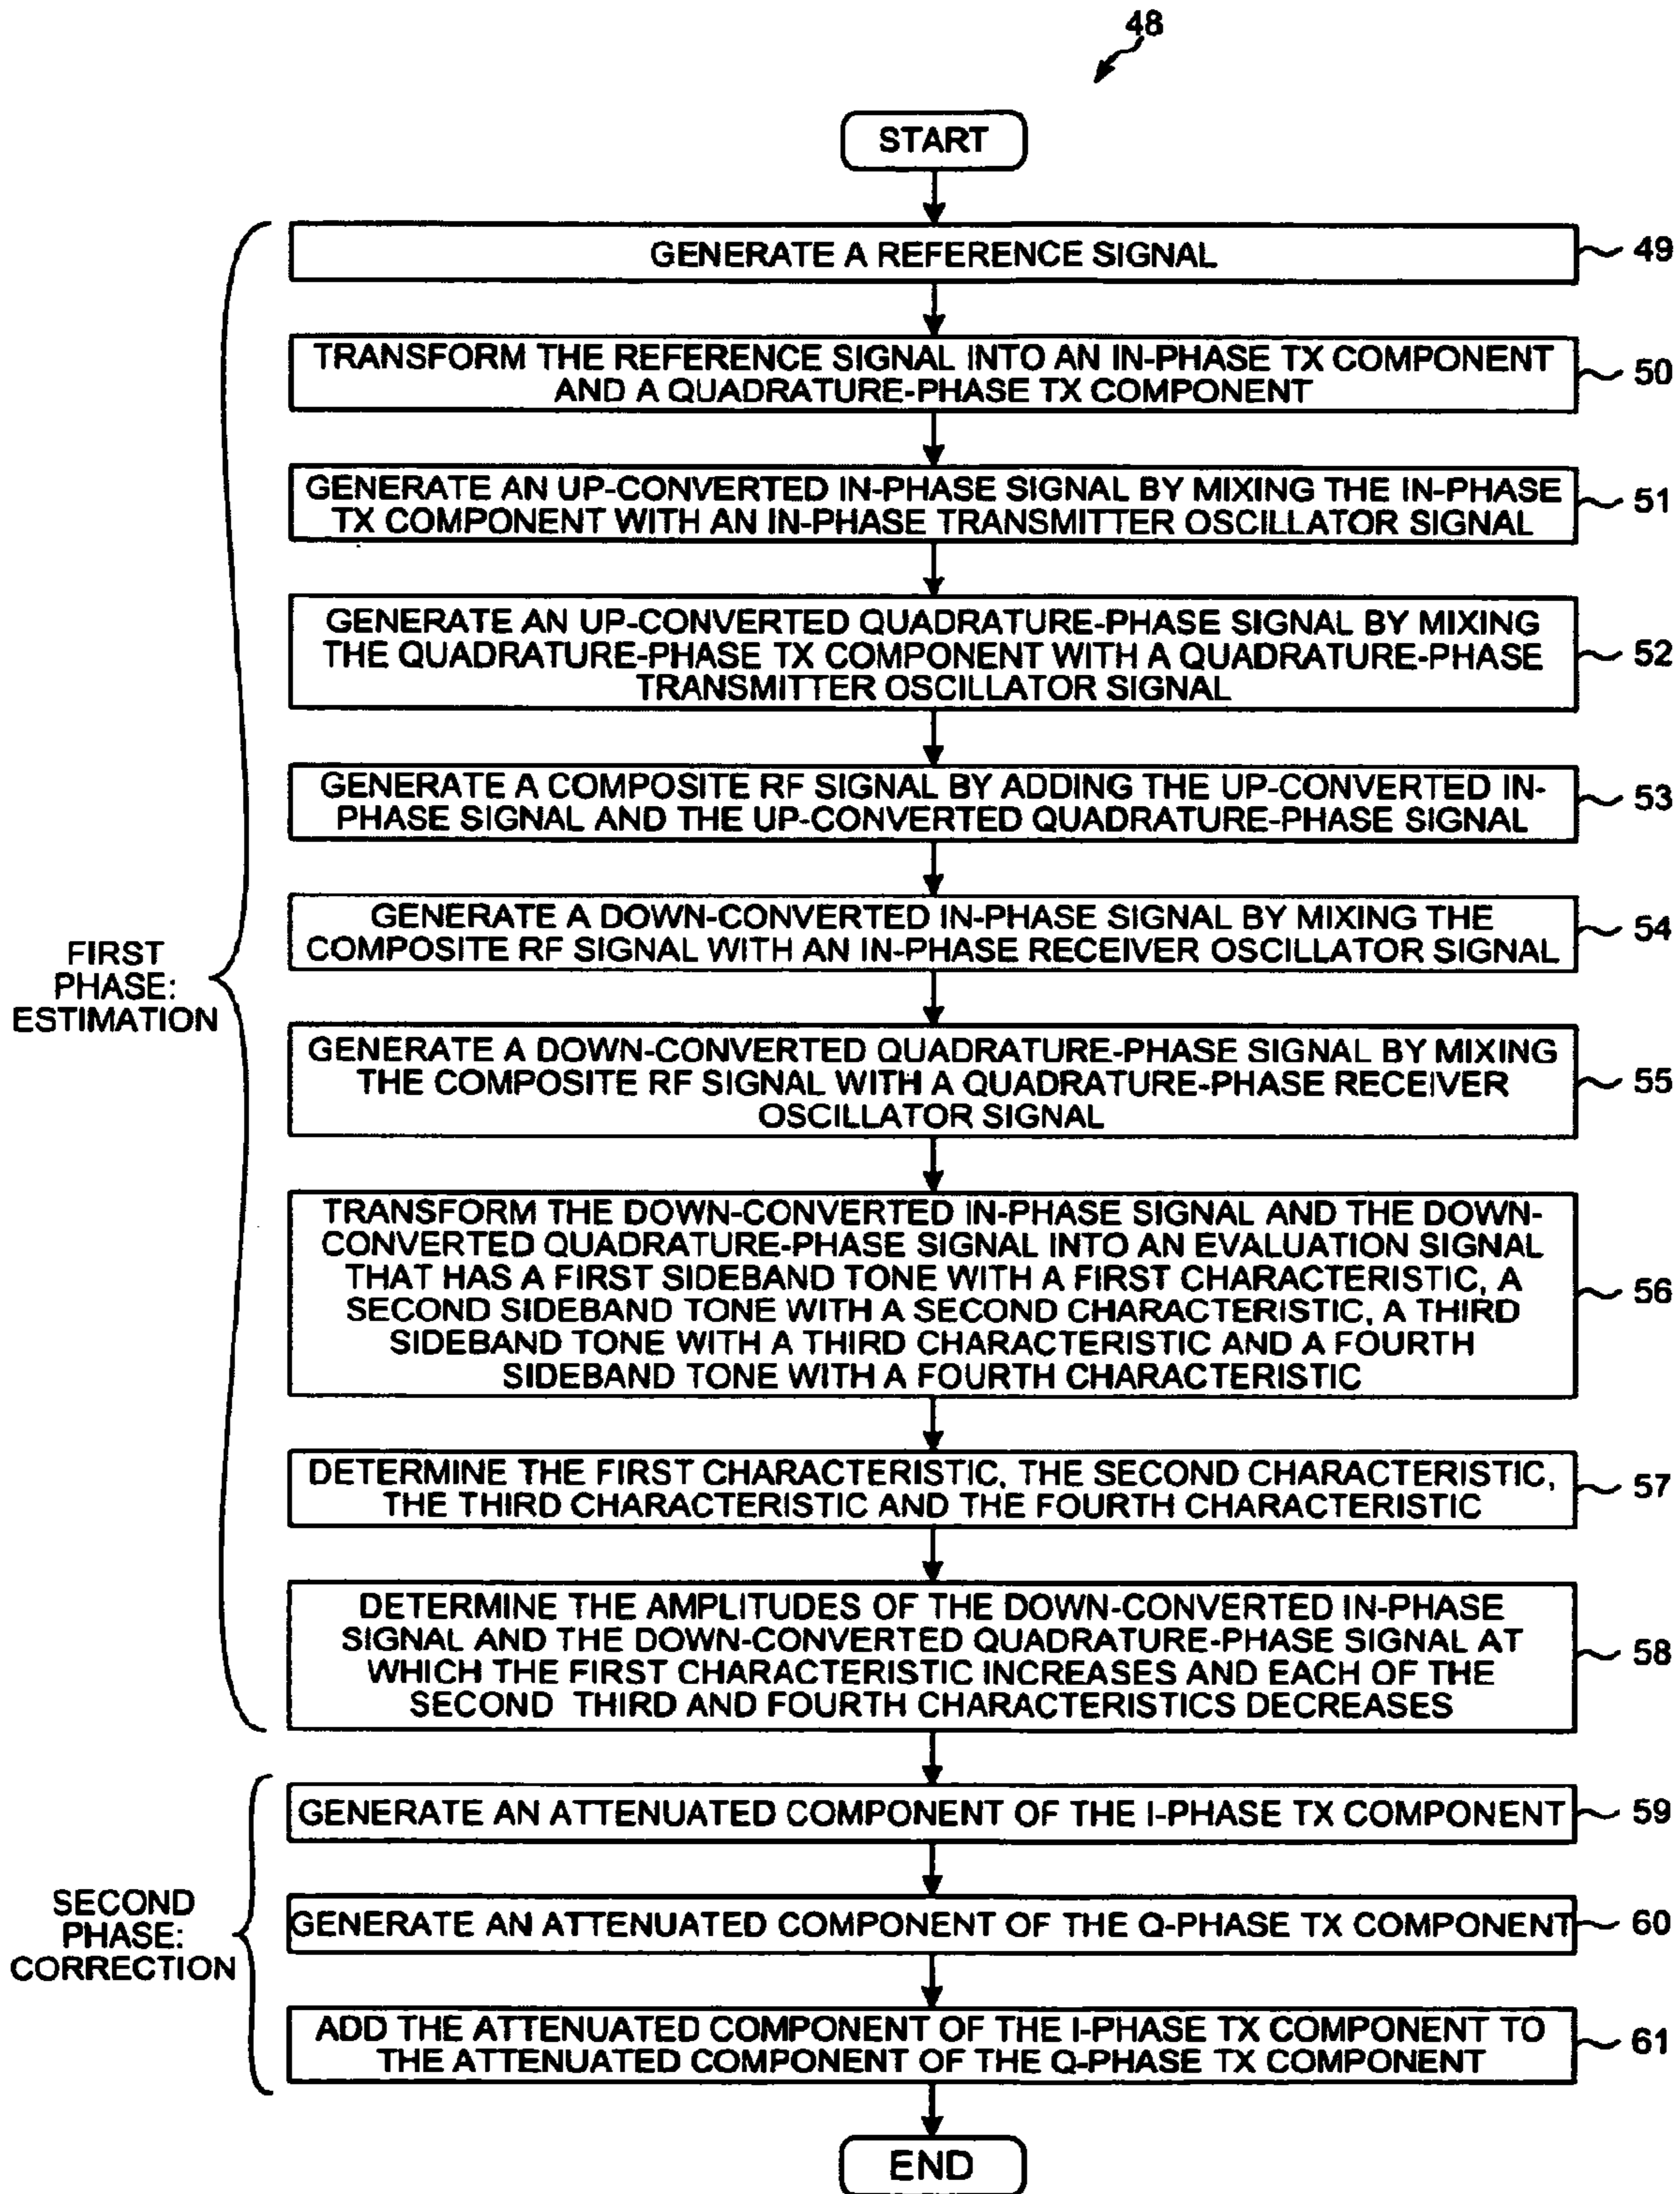 48
START
GENERATE A REFERENCE SIGNAL
49
TRANSFORM THE REFERENCE SIGNAL INTO AN IN-PHASE TX COMPONENT
AND A QUADRATURE-PHASE TX COMPONENT
50
GENERATE AN UP-CONVERTED IN-PHASE SIGNAL BY MIXING THE IN-PHASE
TX COMPONENT WITH AN IN-PHASE TRANSMITTER OSCILLATOR SIGNAL
51
GENERATE AN UP-CONVERTED QUADRATURE-PHASE SIGNAL BY MIXING
THE QUADRATURE-PHASE TX COMPONENT WITH A QUADRATURE-PHASE
TRANSMITTER OSCILLATOR SIGNAL
52
GENERATE A COMPOSITE RF SIGNAL BY ADDING THE UP-CONVERTED IN-
PHASE SIGNAL AND THE UP-CONVERTED QUADRATURE-PHASE SIGNAL
53
FIRST
PHASE:
ESTIMATION
GENERATE A DOWN-CONVERTED IN-PHASE SIGNAL BY MIXING THE
COMPOSITE RF SIGNAL WITH AN IN-PHASE RECEIVER OSCILLATOR SIGNAL
54
GENERATE A DOWN-CONVERTED QUADRATURE-PHASE SIGNAL BY MIXING
THE COMPOSITE RF SIGNAL WITH A QUADRATURE-PHASE RECEIVER
OSCILLATOR SIGNAL
55
TRANSFORM THE DOWN-CONVERTED IN-PHASE SIGNAL AND THE DOWN-
CONVERTED QUADRATURE-PHASE SIGNAL INTO AN EVALUATION SIGNAL
THAT HAS A FIRST SIDEBAND TONE WITH A FIRST CHARACTERISTIC, A
SECOND SIDEBAND TONE WITH A SECOND CHARACTERISTIC, A THIRD
SIDEBAND TONE WITH A THIRD CHARACTERISTIC AND A FOURTH
SIDEBAND TONE WITH A FOURTH CHARACTERISTIC
56
DETERMINE THE FIRST CHARACTERISTIC, THE SECOND CHARACTERISTIC,
THE THIRD CHARACTERISTIC AND THE FOURTH CHARACTERISTIC
57
DETERMINE THE AMPLITUDES OF THE DOWN-CONVERTED IN-PHASE
SIGNAL AND THE DOWN-CONVERTED QUADRATURE-PHASE SIGNAL AT
WHICH THE FIRST CHARACTERISTIC INCREASES AND EACH OF THE
SECOND THIRD AND FOURTH CHARACTERISTICS DECREASES
58
GENERATE AN ATTENUATED COMPONENT OF THE I-PHASE TX COMPONENT
59
SECOND
PHASE:
CORRECTION
GENERATE AN ATTENUATED COMPONENT OF THE Q-PHASE TX COMPONENT
60
ADD THE ATTENUATED COMPONENT OF THE I-PHASE TX COMPONENT TO
THE ATTENUATED COMPONENT OF THE Q-PHASE TX COMPONENT
61
END